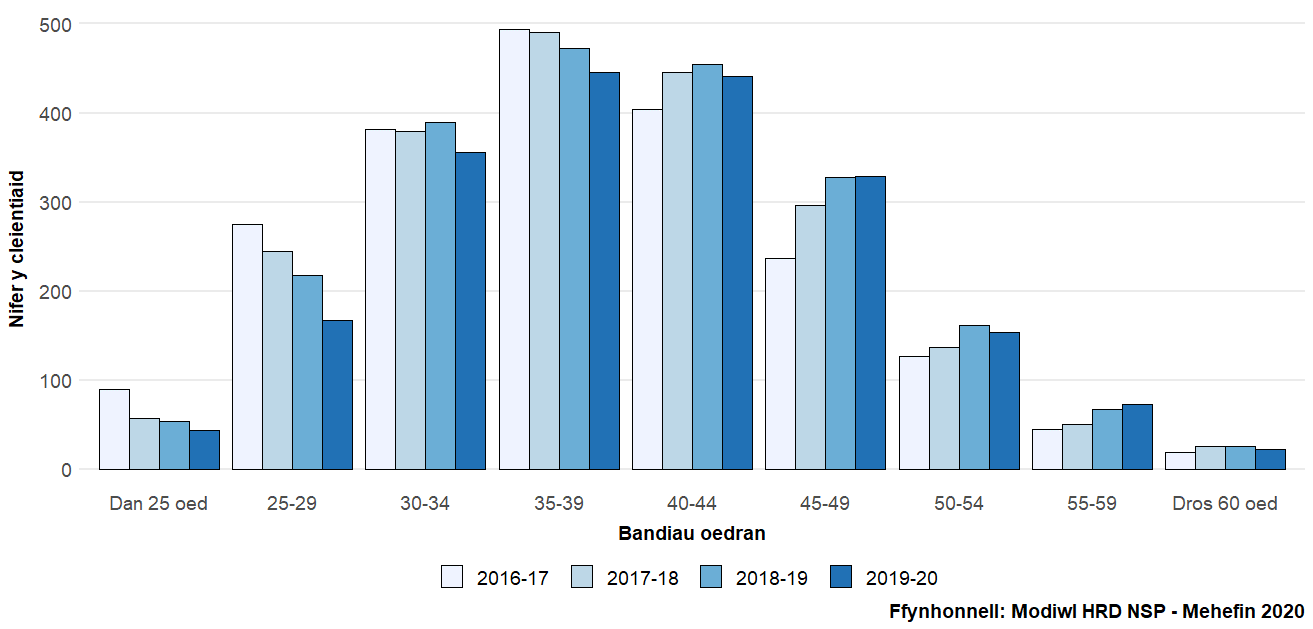 500
400
300
200
100
0
Nifer y cleientiaid
Dan 25 oed 25-29 30-34 35-39 40-44 45-49 50-54 55-59 Dros 60 oed
Bandiau oedran
2016-17 2017-18 2018-19 2019-20
Ffynhonnell: Modiwl HRD NSP - Mehefin 2020